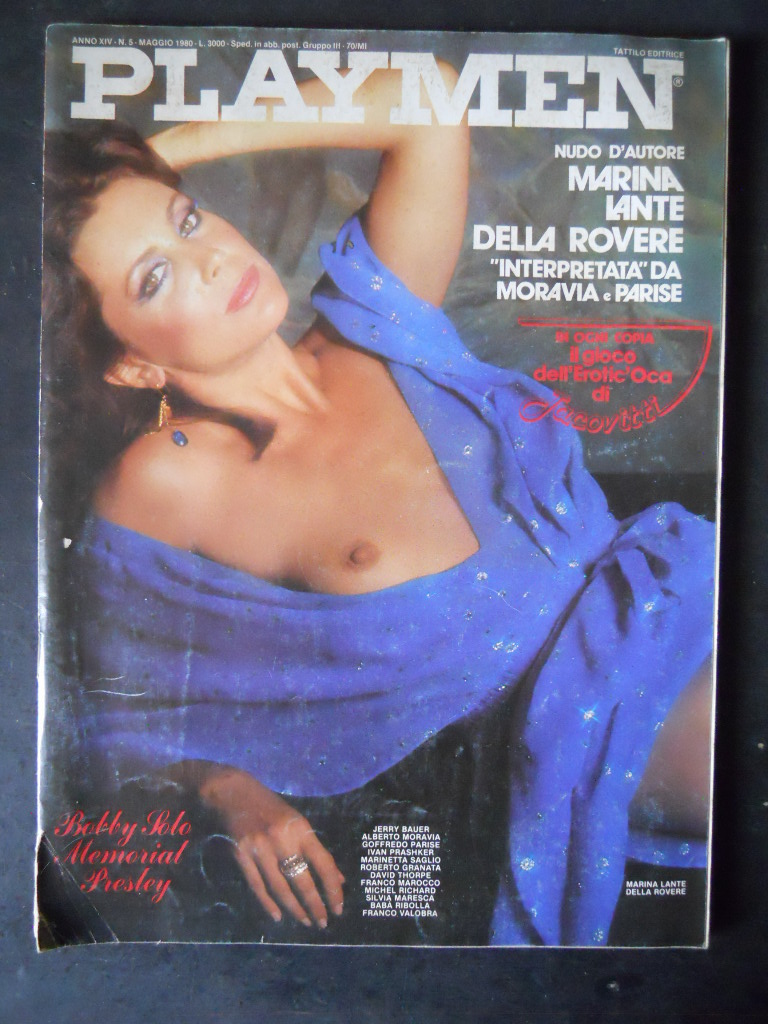 ANNO XIV - N. 5 - MAGGIO 1980 - L. 3000 - Sped. in abb. post. Gruppo III - 70/MI
TATTILO EDITRICE
PLAYMEN®
NUDO D'AUTORE
MARINA
LANTE
DELLA ROVERE
"INTERPRETATA" DA
MORAVIA e PARISE
IN OGNI COPIA
il gioco
dell'Erotic'Oca
di
Jacovitti
Bobby Solo
Memorial
Presley
JERRY BAUER
ALBERTO MORAVIA
GOFFREDO PARISE
IVAN PRASHKER
MARINETTA SAGLIO
ROBERTO GRANATA
DAVID THORPE
FRANCO MAROCCO
MICHEL RICHARD
SILVIA MARESCA
BABÀ RIBOLLA
FRANCO VALOBRA
MARINA LANTE
DELLA ROVERE